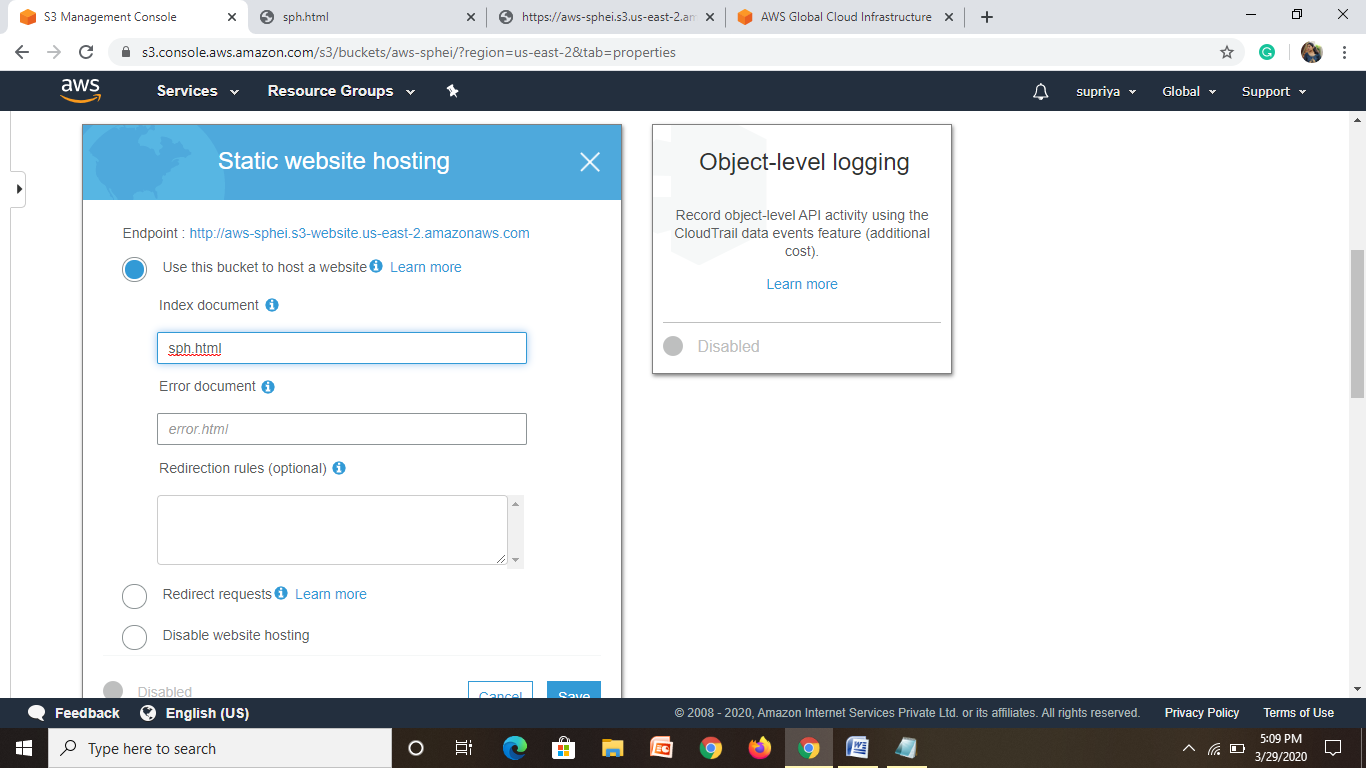 S3 Management Console
sph.html
https://aws-sphei.s3.us-east-2.am
AWS Global Cloud Infrastructure
s3.console.aws.amazon.com/s3/buckets/aws-sphei/?region=us-east-2&tab=properties
aws
Services
Resource Groups
supriya
Global
Support
Static website hosting
Endpoint : http://aws-sphei.s3-website.us-east-2.amazonaws.com
Use this bucket to host a website Learn more
Index document
sph.html
Error document
error.html
Redirection rules (optional)
Redirect requests Learn more
Disable website hosting
Disabled
Cancel
Save
Object-level logging
Record object-level API activity using the
CloudTrail data events feature (additional
cost).
Learn more
Disabled
Feedback
English (US)
© 2008 - 2020, Amazon Internet Services Private Ltd. or its affiliates. All rights reserved.
Privacy Policy
Terms of Use
Type here to search
5:09 PM
3/29/2020